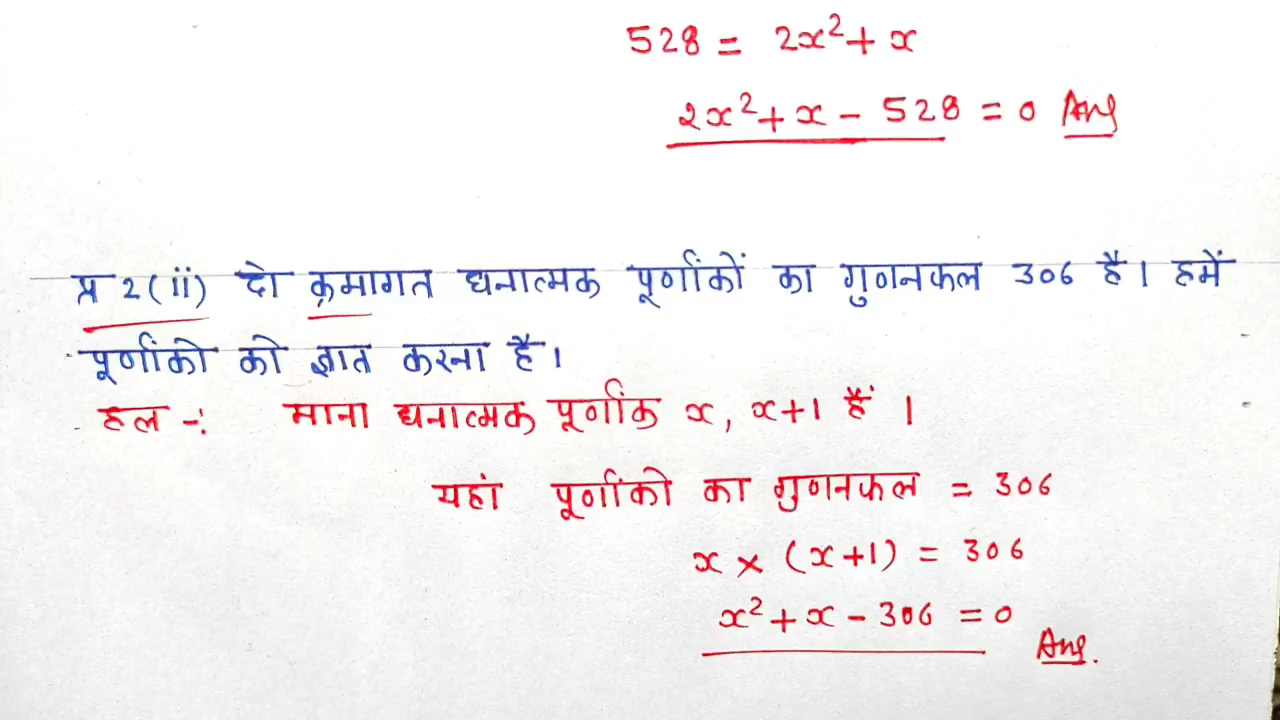 528 = 2x²+x
2x²+x - 528 = 0 Ans
प्र 2(ii) दो क्रमागत धनात्मक पूर्णांकों का गुणनफल 306 है। हमें
पूर्णांको को ज्ञात करना है।
हल -: माना धनात्मक पूर्णांक x, x+1 हैं ।
यहां पूर्णांको का गुणनफल = 306
x × (x+1) = 306
x²+x - 306 = 0
Ans.